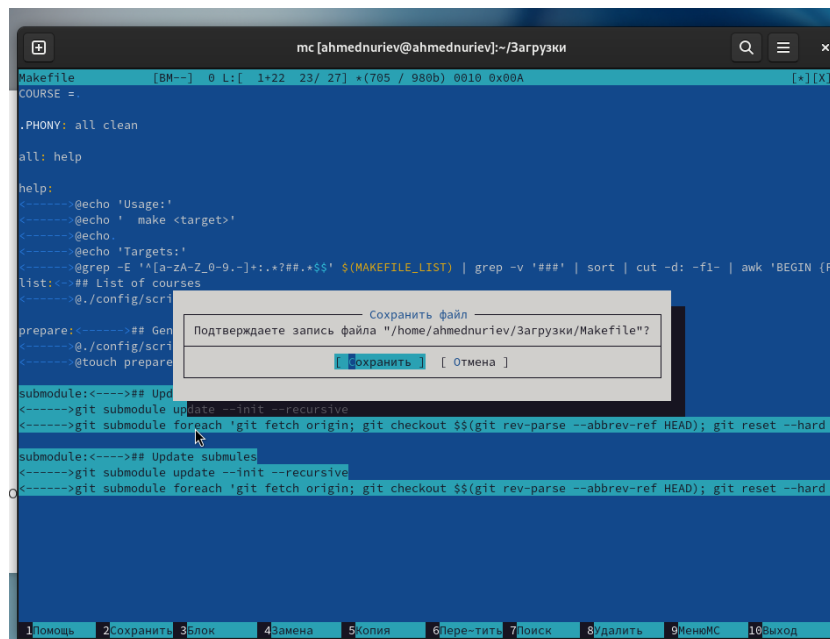 mc [ahmednuriev@ahmednuriev]:~/Загрузки
Makefile [BM--] 0 L:[ 1+22 23/ 27] *(705 / 980b) 0010 0x00A [*][X]
COURSE =.
.PHONY: all clean
all: help
help:
<------>@echo 'Usage:'
<------>@echo ' make <target>'
<------>@echo.
<------>@echo 'Targets:'
<------>@grep -E '^[a-zA-Z_0-9.-]+:.*?##.*$$' $(MAKEFILE_LIST) | grep -v '###' | sort | cut -d: -f1- | awk 'BEGIN {F
list:<->## List of courses
<------>@./config/scri
Сохранить файл
Подтверждаете запись файла "/home/ahmednuriev/Загрузки/Makefile"?
prepare:<------>## Gen
<------>@./config/scri
<------>@touch prepare
[ Сохранить ] [ Отмена ]
submodule:<---->## Upd
<------>git submodule update --init --recursive
<------>git submodule foreach 'git fetch origin; git checkout $$(git rev-parse --abbrev-ref HEAD); git reset --hard
submodule:<---->## Update submules
<------>git submodule update --init --recursive
<------>git submodule foreach 'git fetch origin; git checkout $$(git rev-parse --abbrev-ref HEAD); git reset --hard
1Помощь 2Сохранить 3Блок 4Замена 5Копия 6Пере~тить 7Поиск 8Удалить 9МенюMC 10Выход